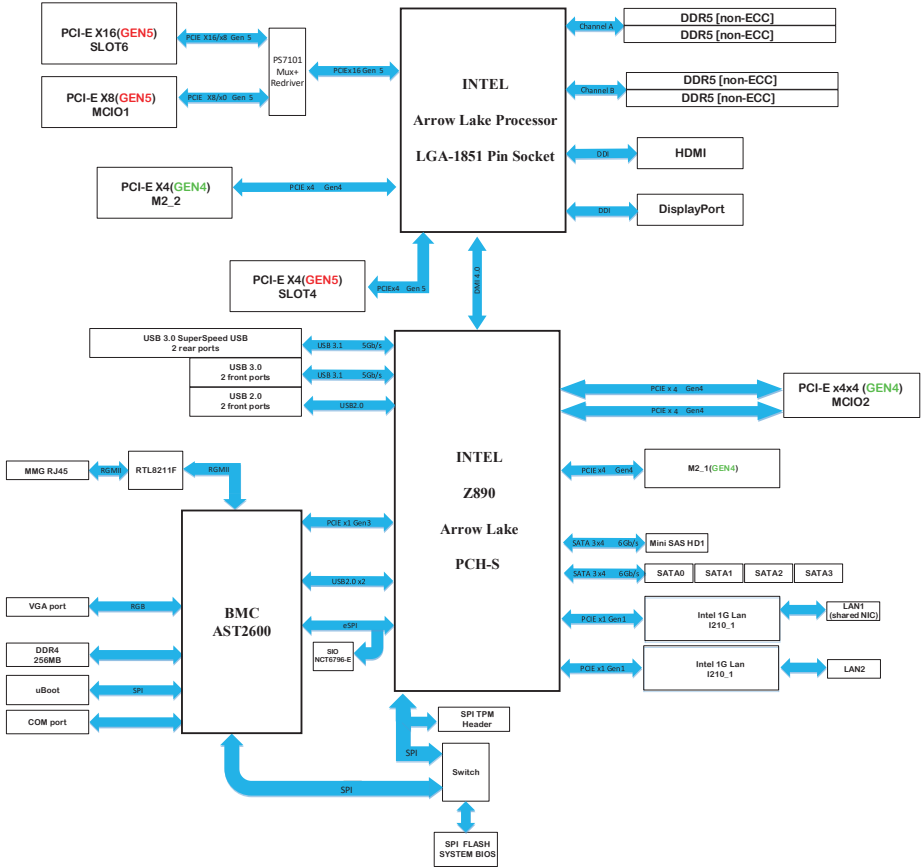 PCI-E X16(GEN5)
SLOT6
PCIE X16/x8 Gen 5
PCI-E X8(GEN5)
MCIO1
PCIE X8/x0 Gen 5
PS7101
Mux+
Redriver
PCIEx16 Gen 5
INTEL
Arrow Lake Processor
LGA-1851 Pin Socket
Channel A
DDR5 [non-ECC]
DDR5 [non-ECC]
Channel B
DDR5 [non-ECC]
DDR5 [non-ECC]
DDI
HDMI
DDI
DisplayPort
PCI-E X4(GEN4)
M2_2
PCIE x4 Gen4
PCI-E X4(GEN5)
SLOT4
PCIEx4 Gen 5
DMI 4.0
USB 3.0 SuperSpeed USB
2 rear ports
USB 3.1 5Gb/s
USB 3.0
2 front ports
USB 3.1 5Gb/s
USB 2.0
2 front ports
USB2.0
INTEL
Z890
Arrow Lake
PCH-S
PCIE x 4 Gen4
PCIE x 4 Gen4
PCI-E x4x4 (GEN4)
MCIO2
PCIE x4 Gen4
M2_1(GEN4)
SATA 3x4 6Gb/s
Mini SAS HD1
SATA 3x4 6Gb/s
SATA0
SATA1
SATA2
SATA3
PCIE x1 Gen1
Intel 1G Lan
I210_1
LAN1
(shared NIC)
PCIE x1 Gen1
Intel 1G Lan
I210_1
LAN2
MMG RJ45
RGMII
RTL8211F
RGMII
BMC
AST2600
PCIE x1 Gen3
USB2.0 x2
eSPI
SIO
NCT6796-E
VGA port
RGB
DDR4
256MB
uBoot
SPI
COM port
SPI TPM
Header
SPI
Switch
SPI
SPI FLASH
SYSTEM BIOS